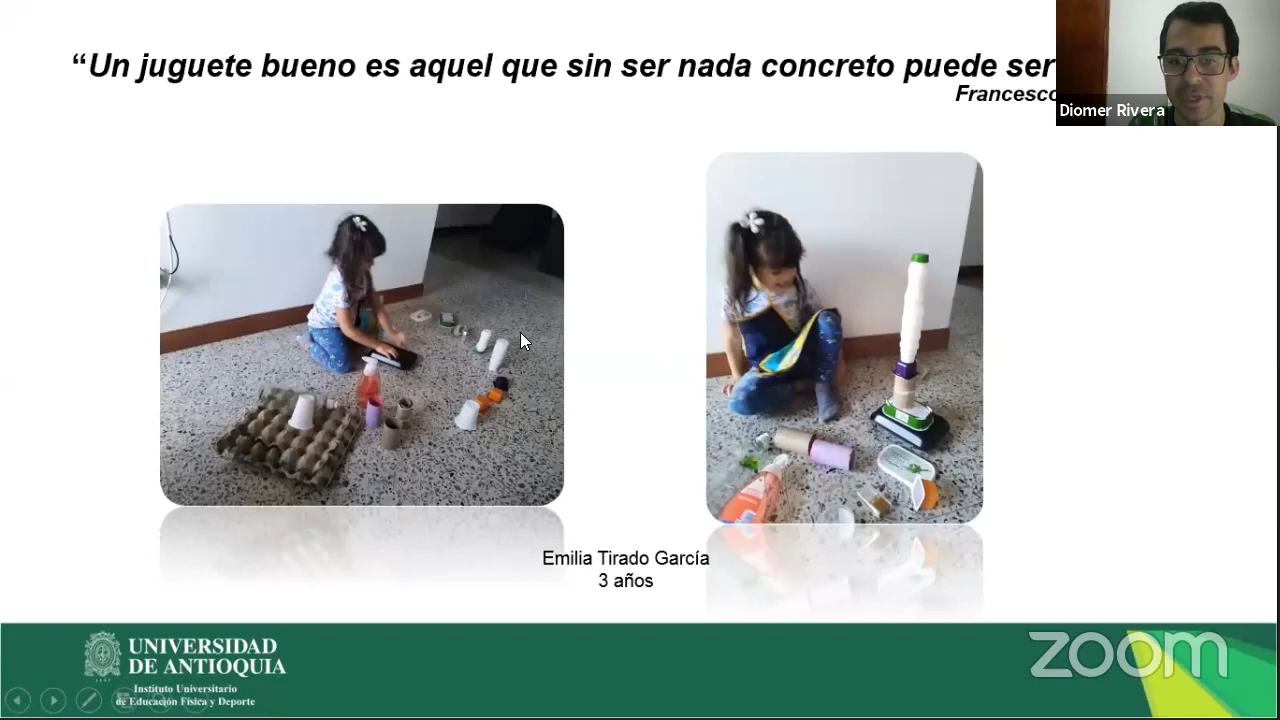 “Un juguete bueno es aquel que sin ser nada concreto puede ser
Francesco
Diomer Rivera
Emilia Tirado García
3 años
UNIVERSIDAD
DE ANTIOQUIA
Instituto Universitario
de Educación Física y Deporte
zoom